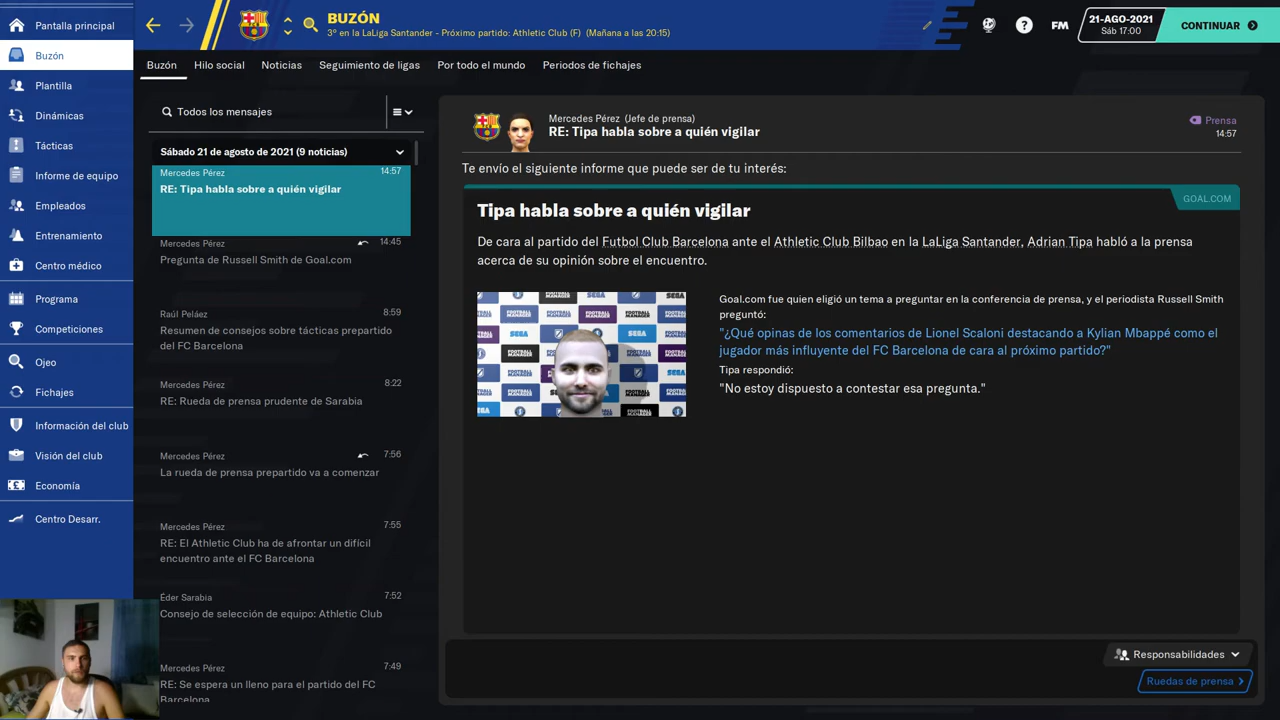 Pantalla principal
Buzón
Plantilla
Dinámicas
Tácticas
Informe de equipo
Empleados
Entrenamiento
Centro médico
Programa
Competiciones
Ojeo
Fichajes
Información del club
Visión del club
Economía
Centro Desarr.
BUZÓN
3º en la LaLiga Santander - Próximo partido: Athletic Club (F) (Mañana a las 20:15)
FM
21-AGO-2021
Sáb 17:00
CONTINUAR
Buzón
Hilo social
Noticias
Seguimiento de ligas
Por todo el mundo
Periodos de fichajes
Todos los mensajes
Sábado 21 de agosto de 2021 (9 noticias)
Mercedes Pérez 14:57
RE: Tipa habla sobre a quién vigilar
Mercedes Pérez 14:45
Pregunta de Russell Smith de Goal.com
Raúl Peláez 8:59
Resumen de consejos sobre tácticas prepartido
del FC Barcelona
Mercedes Pérez 8:22
RE: Rueda de prensa prudente de Sarabia
Mercedes Pérez 7:56
La rueda de prensa prepartido va a comenzar
Mercedes Pérez 7:55
RE: El Athletic Club ha de afrontar un difícil
encuentro ante el FC Barcelona
Éder Sarabia 7:52
Consejo de selección de equipo: Athletic Club
Mercedes Pérez 7:49
RE: Se espera un lleno para el partido del FC
Barcelona
Mercedes Pérez (Jefe de prensa)
RE: Tipa habla sobre a quién vigilar
Prensa
14:57
Te envío el siguiente informe que puede ser de tu interés:
GOAL.COM
Tipa habla sobre a quién vigilar
De cara al partido del Futbol Club Barcelona ante el Athletic Club Bilbao en la LaLiga Santander, Adrian Tipa habló a la prensa
acerca de su opinión sobre el encuentro.
SEGA
FOOTBALL MANAGER
Goal.com fue quien eligió un tema a preguntar en la conferencia de prensa, y el periodista Russell Smith
preguntó:
"¿Qué opinas de los comentarios de Lionel Scaloni destacando a Kylian Mbappé como el
jugador más influyente del FC Barcelona de cara al próximo partido?"
Tipa respondió:
"No estoy dispuesto a contestar esa pregunta."
Responsabilidades
Ruedas de prensa